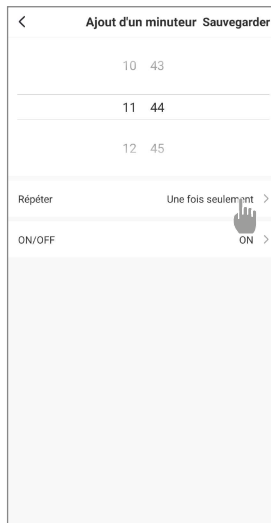 Ajout d'un minuteur Sauvegarder
10 43
11 44
12 45
Répéter Une fois seulement
ON/OFF ON